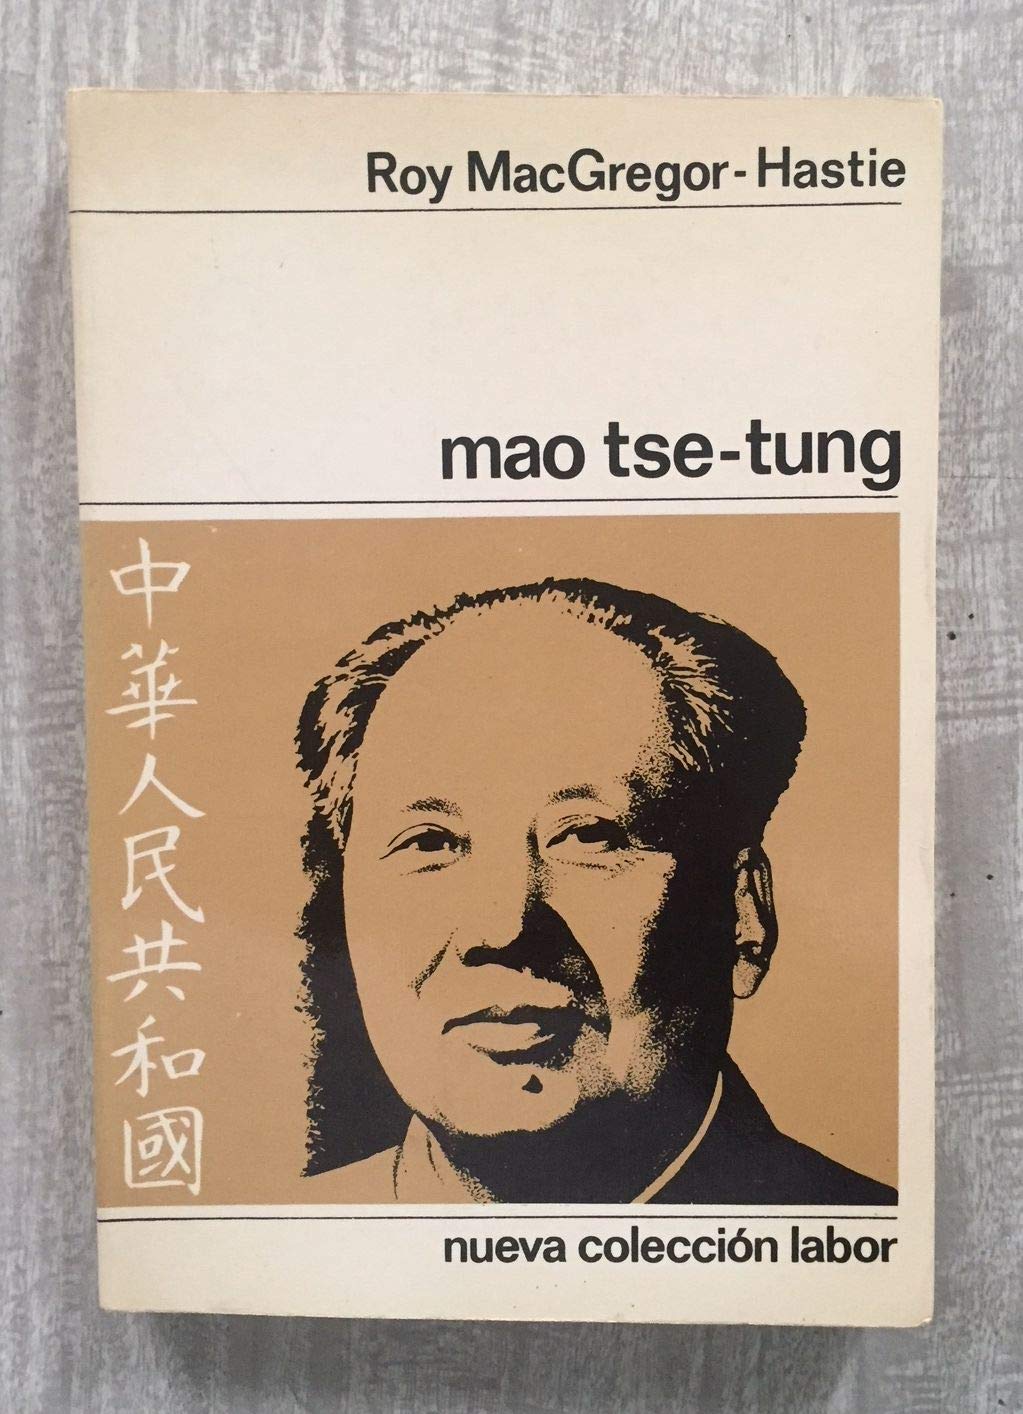 Roy MacGregor-Hastie
mao tse-tung
中華人民共和國
nueva colección labor